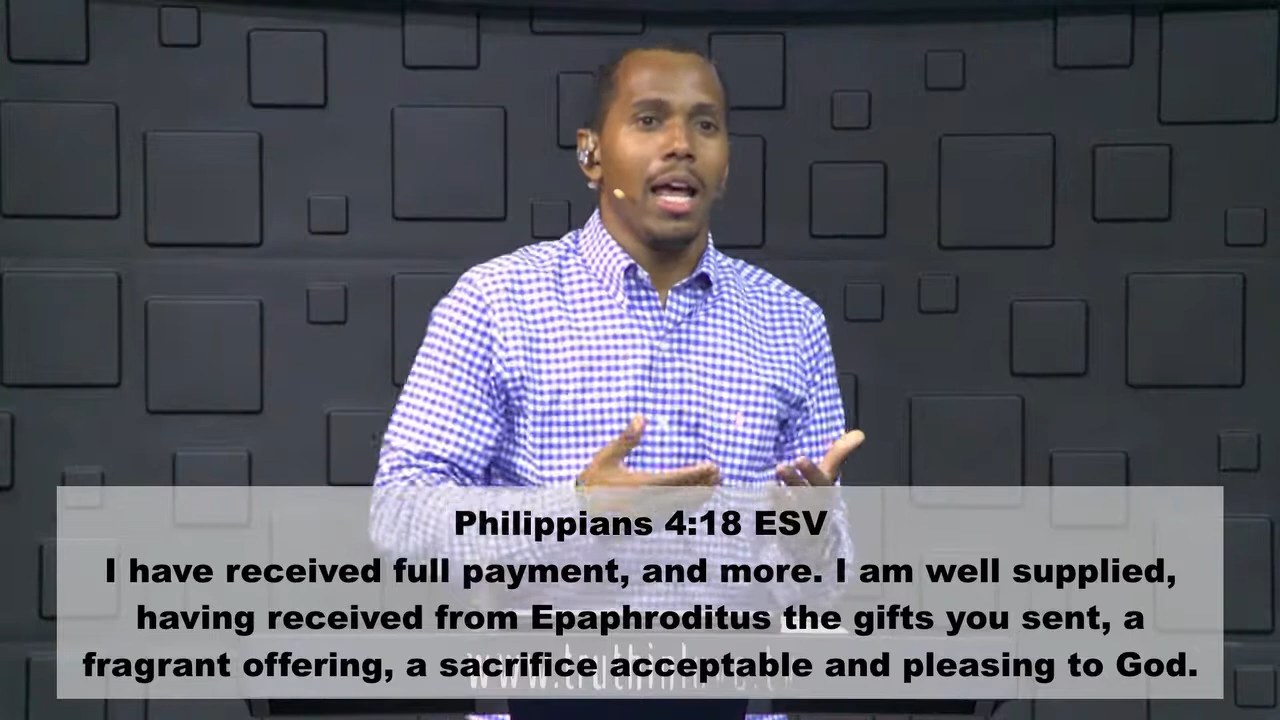 Philippians 4:18 ESV
I have received full payment, and more. I am well supplied,
having received from Epaphroditus the gifts you sent, a
fragrant offering, a sacrifice acceptable and pleasing to God.